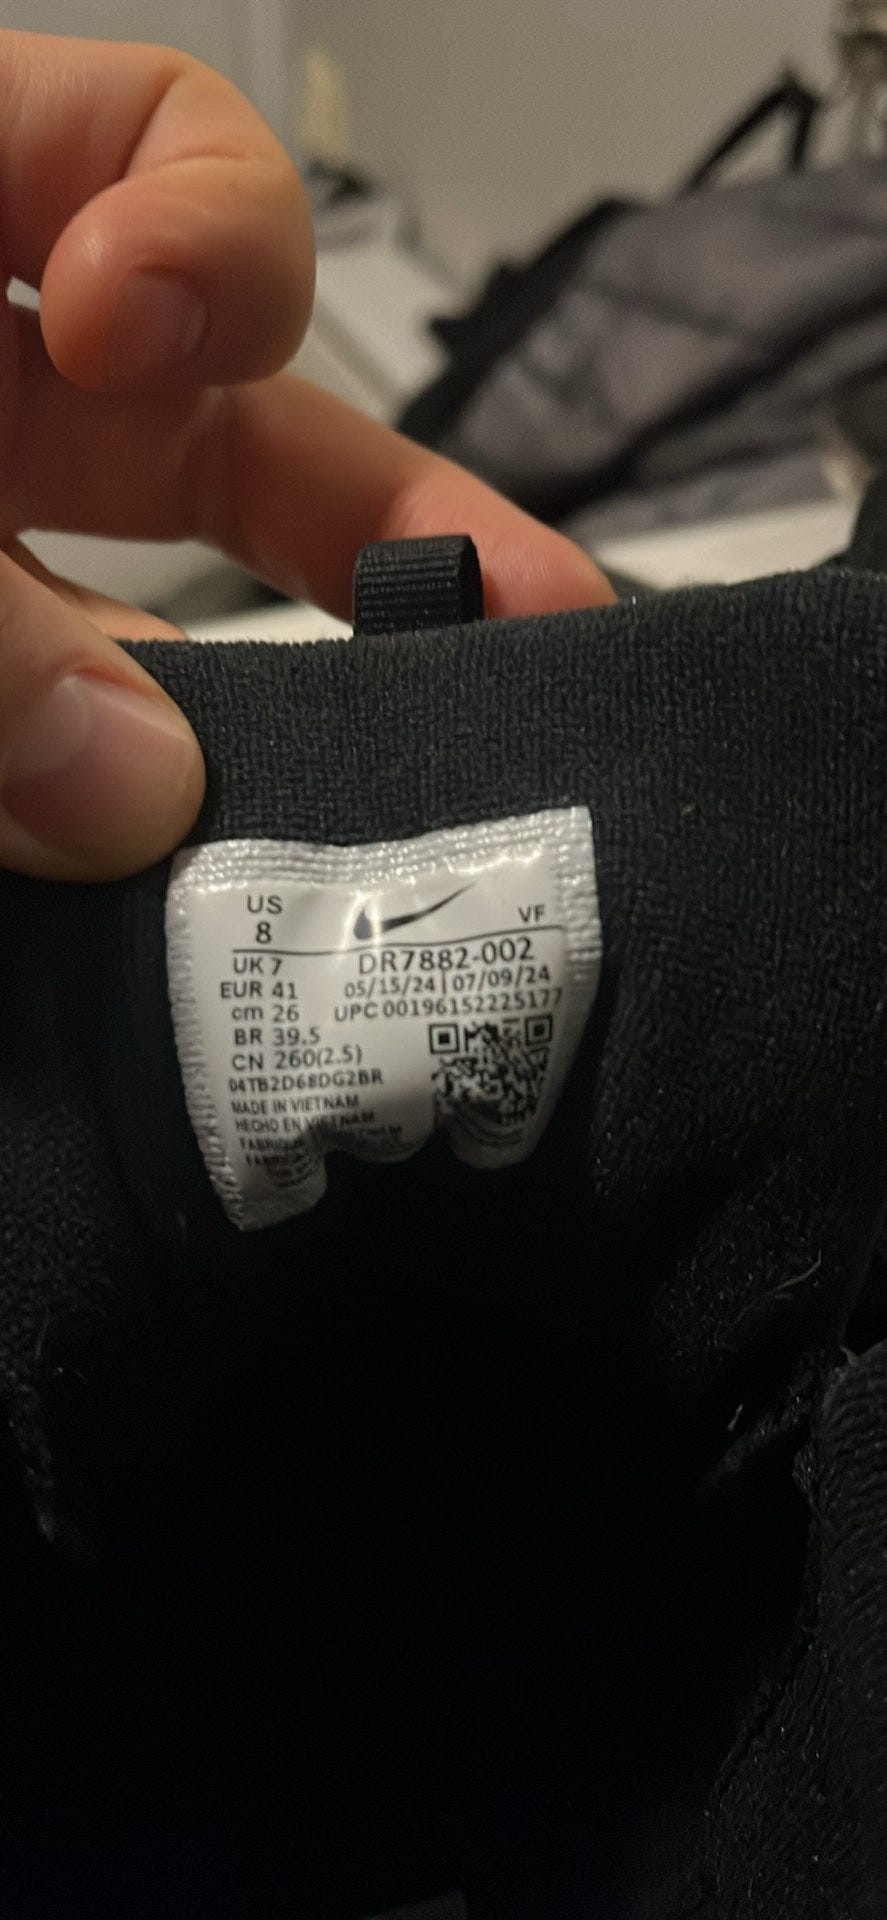 US
8
VF
UK 7
DR7882-002
EUR 41
05/15/24 | 07/09/24
cm 26
UPC 00196152225177
BR 39.5
CN 260(2.5)
04TB2D68DG2BR
MADE IN VIETNAM
HECHO EN VIETNAM